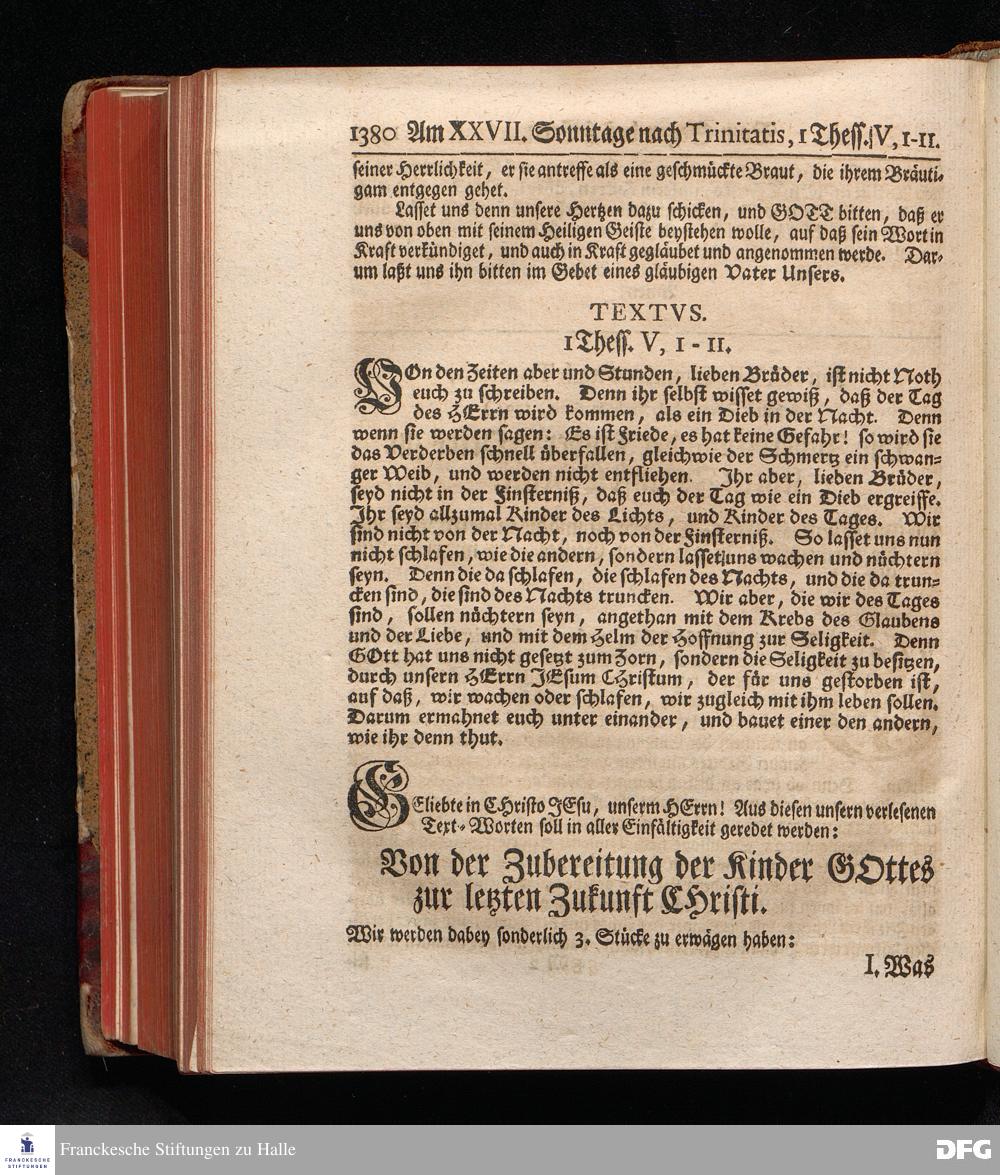 1380 Am XXVII. Sonntage nach Trinitatis, 1 Thess. V, 1-11.
seiner Herrlichkeit, er sie antreffe als eine geschmückte Braut, die ihrem Bräuti-
gam entgegen gehet.
Lasset uns denn unsere Hertzen dazu schicken, und GOTT bitten, daß er
uns von oben mit seinem Heiligen Geiste beystehen wolle, auf daß sein Wort in
Kraft verkündiget, und auch in Kraft gegläubet und angenommen werde. Dar-
um laßt uns ihn bitten im Gebet eines gläubigen Vater Unsers.
TEXTVS.
1 Thess. V, 1 - 11.
VOn den Zeiten aber und Stunden, lieben Brüder, ist nicht Noth
euch zu schreiben. Denn ihr selbst wisset gewiß, daß der Tag
des HErrn wird kommen, als ein Dieb in der Nacht. Denn
wenn sie werden sagen: Es ist Friede, es hat keine Gefahr! so wird sie
das Verderben schnell überfallen, gleichwie der Schmertz ein schwan-
ger Weib, und werden nicht entfliehen. Ihr aber, lieben Brüder,
seyd nicht in der Finsterniß, daß euch der Tag wie ein Dieb ergreiffe.
Ihr seyd allzumal Kinder des Lichts, und Kinder des Tages. Wir
sind nicht von der Nacht, noch von der Finsterniß. So lasset uns nun
nicht schlafen, wie die andern, sondern lasset uns wachen und nüchtern
seyn. Denn die da schlafen, die schlafen des Nachts, und die da trun-
cken sind, die sind des Nachts truncken. Wir aber, die wir des Tages
sind, sollen nüchtern seyn, angethan mit dem Krebs des Glaubens
und der Liebe, und mit dem Helm der Hoffnung zur Seligkeit. Denn
GOtt hat uns nicht gesetzt zum Zorn, sondern die Seligkeit zu besitzen,
durch unsern HErrn JEsum CHristum, der für uns gestorben ist,
auf daß, wir wachen oder schlafen, wir zugleich mit ihm leben sollen.
Darum ermahnet euch unter einander, und bauet einer den andern,
wie ihr denn thut.
GEliebte in CHristo JEsu, unserm HErrn! Aus diesen unsern verlesenen
Text-Worten soll in aller Einfältigkeit geredet werden:
Von der Zubereitung der Kinder GOttes
zur letzten Zukunft CHristi.
Wir werden dabey sonderlich 3. Stücke zu erwägen haben:
I. Was
FRANCKESCHE
STIFTUNGEN
Franckesche Stiftungen zu Halle
DFG